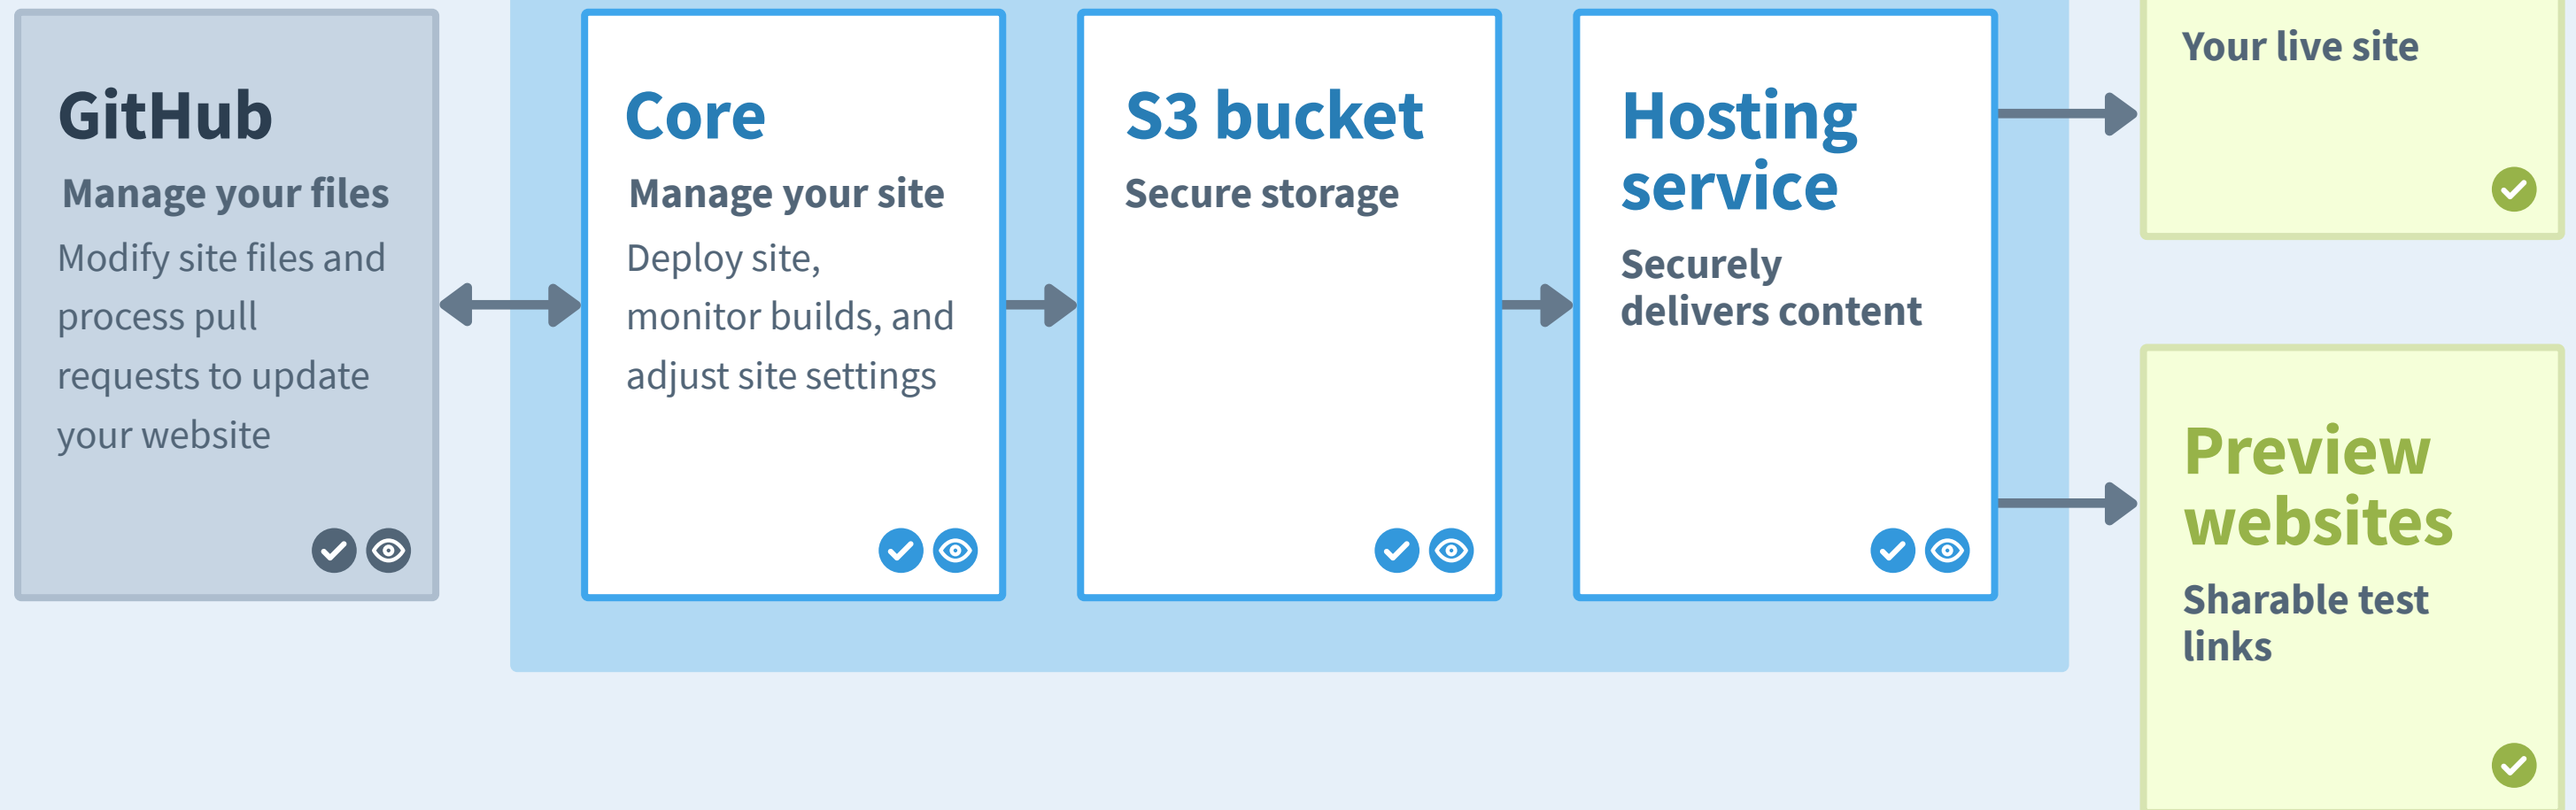 GitHub
Manage your files
Modify site files and
process pull
requests to update
your website
Core
Manage your site
Deploy site,
monitor builds, and
adjust site settings
S3 bucket
Secure storage
Hosting
service
Securely
delivers content
Your live site
Preview
websites
Sharable test
links